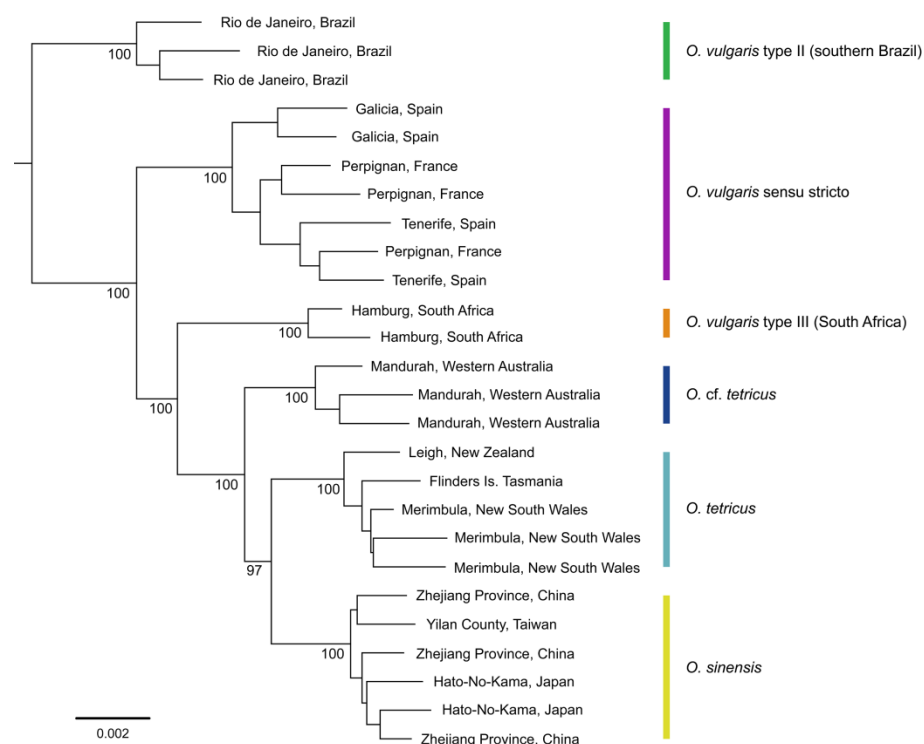 Rio de Janeiro, Brazil
Rio de Janeiro, Brazil
100
O. vulgaris type II (southern Brazil)
Rio de Janeiro, Brazil
Galicia, Spain
Galicia, Spain
Perpignan, France
100
Perpignan, France
O. vulgaris sensu stricto
Tenerife, Spain
Perpignan, France
Tenerife, Spain
100
Hamburg, South Africa
O. vulgaris type III (South Africa)
100
Hamburg, South Africa
Mandurah, Western Australia
100
Mandurah, Western Australia
O. cf. tetricus
Mandurah, Western Australia
100
Leigh, New Zealand
100
Flinders Is. Tasmania
100
Merimbula, New South Wales
O. tetricus
Merimbula, New South Wales
Merimbula, New South Wales
97
Zhejiang Province, China
Yilan County, Taiwan
100
Zhejiang Province, China
O. sinensis
Hato-No-Kama, Japan
Hato-No-Kama, Japan
0.002
Zhejiang Province, China